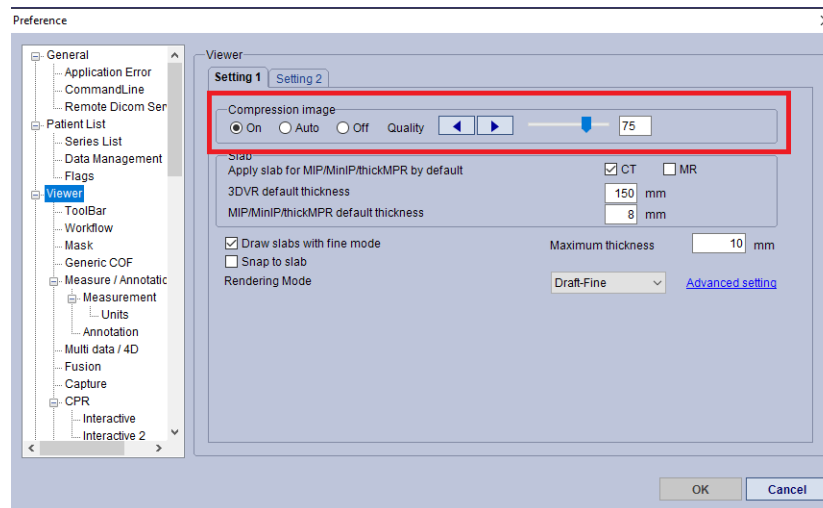 Preference
General
Application Error
CommandLine
Remote Dicom Ser
Patient List
Series List
Data Management
Flags
Viewer
ToolBar
Workflow
Mask
Generic COF
Measure / Annotatic
Measurement
Units
Annotation
Multi data / 4D
Fusion
Capture
CPR
Interactive
Interactive 2
Viewer
Setting 1 Setting 2
Compression image
On Auto Off Quality 75
Slab
Apply slab for MIP/MinIP/thickMPR by default CT MR
3DVR default thickness 150 mm
MIP/MinIP/thickMPR default thickness 8 mm
Draw slabs with fine mode Maximum thickness 10 mm
Snap to slab
Rendering Mode Draft-Fine Advanced setting
OK Cancel